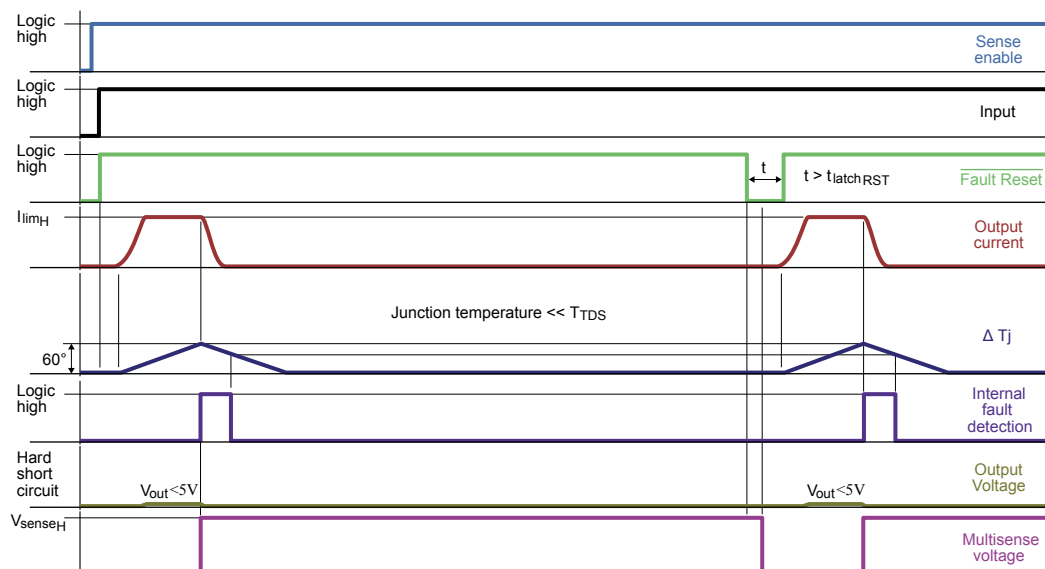 Logic
high
Sense
enable
Logic
high
Input
Logic
high
t
t > tlatchRST
Fault Reset
IlimH
Output
current
Junction temperature << TTDS
60°
Δ Tj
Logic
high
Internal
fault
detection
Hard
short
circuit
Vout<5V
Vout<5V
Output
Voltage
VsenseH
Multisense
voltage